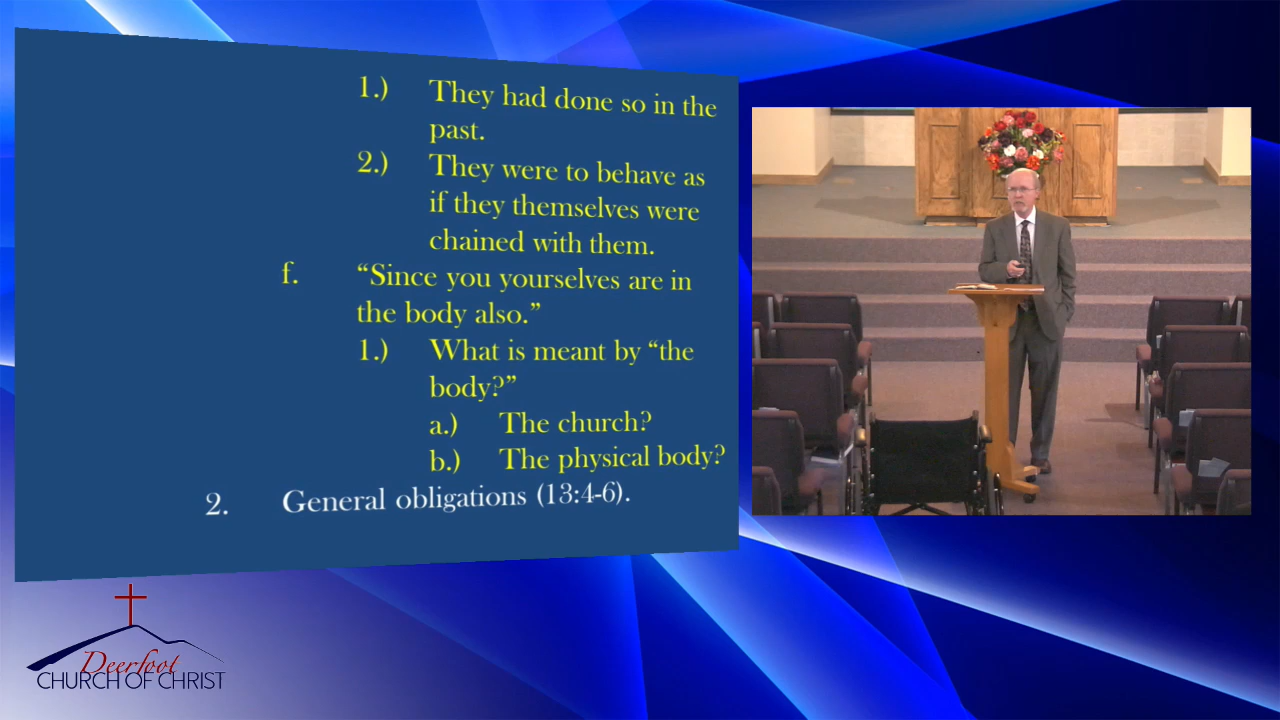 1.) They had done so in the
past.
2.) They were to behave as
if they themselves were
chained with them.
f. “Since you yourselves are in
the body also.”
1.) What is meant by “the
body?”
a.) The church?
b.) The physical body?
2. General obligations (13:4-6).
Deerfoot
CHURCH OF CHRIST